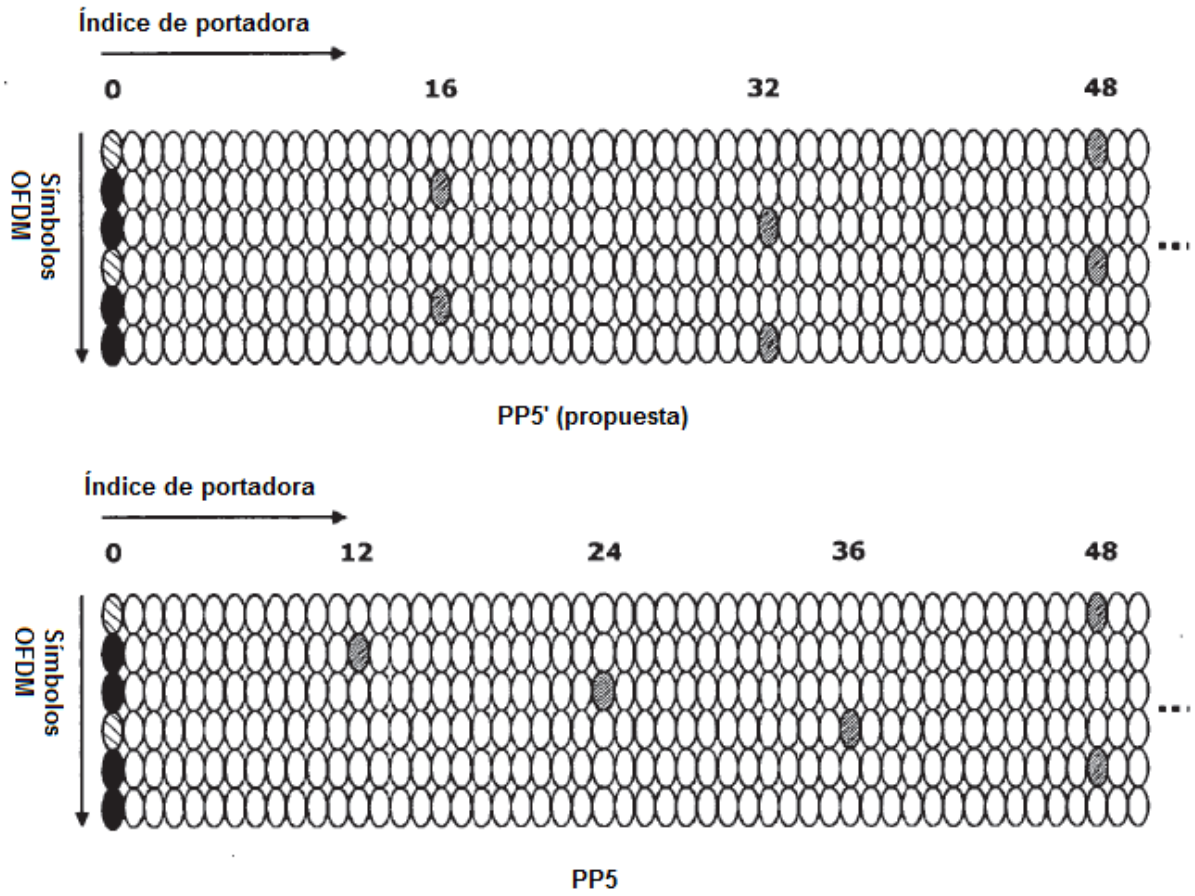 Índice de portadora
0 16 32 48
Símbolos
OFDM
PP5' (propuesta)
Índice de portadora
0 12 24 36 48
Símbolos
OFDM
PP5